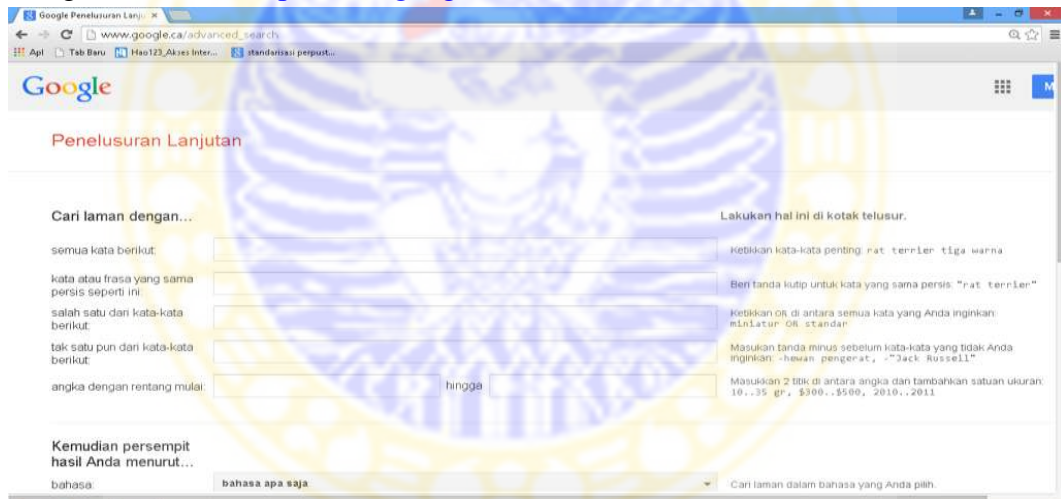 Google Penelusuran Lanju
www.google.ca/advanced_search
Apl Tab Baru Hao123_Akses Inter... standarisasi perpust...
Google
M
Penelusuran Lanjutan
Cari laman dengan...
Lakukan hal ini di kotak telusur.
semua kata berikut:
Ketikkan kata-kata penting: rat terrier tiga warna
kata atau frasa yang sama
persis seperti ini:
Beri tanda kutip untuk kata yang sama persis: "rat terrier"
salah satu dari kata-kata
berikut:
Ketikkan OR di antara semua kata yang Anda inginkan:
miniatur OR standar
tak satu pun dari kata-kata
berikut:
Masukan tanda minus sebelum kata-kata yang tidak Anda
inginkan: -hewan pengerat, -"Jack Russell"
angka dengan rentang mulai:
hingga
Masukkan 2 titik di antara angka dan tambahkan satuan ukuran:
10..35 gr, $300..$500, 2010..2011
Kemudian persempit
hasil Anda menurut...
bahasa:
bahasa apa saja
Cari laman dalam bahasa yang Anda pilih.